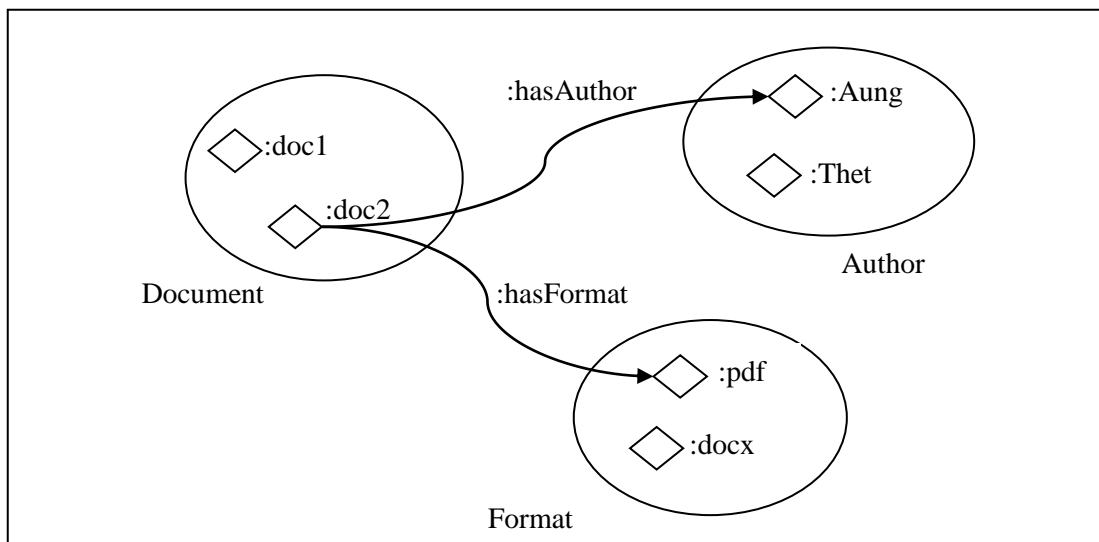 :hasAuthor
:Aung
:doc1
:Thet
:doc2
Author
Document
:hasFormat
:pdf
:docx
Format